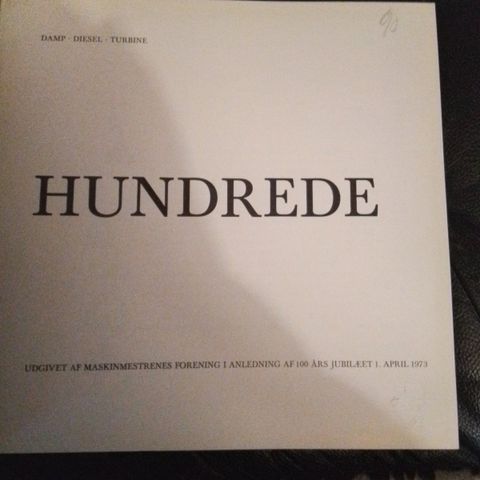 DAMP · DIESEL · TURBINE
HUNDREDE
UDGIVET AF MASKINMESTRENES FORENING I ANLEDNING AF 100 ÅRS JUBILÆET 1. APRIL 1973